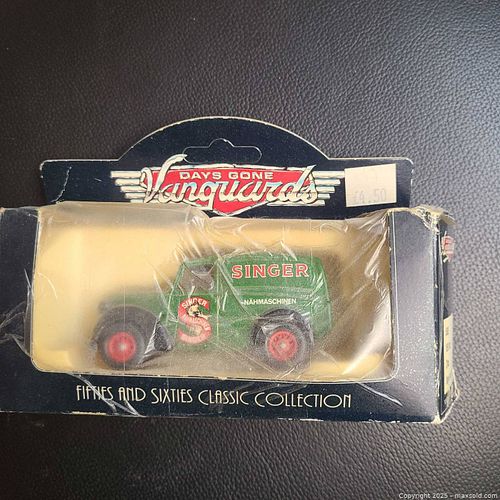 DAYS GONE
Vanguards
£4.50
SINGER
NÄHMASCHINEN
SINGER
FIFTIES AND SIXTIES CLASSIC COLLECTION
Copyright 2025 - maxsold.com